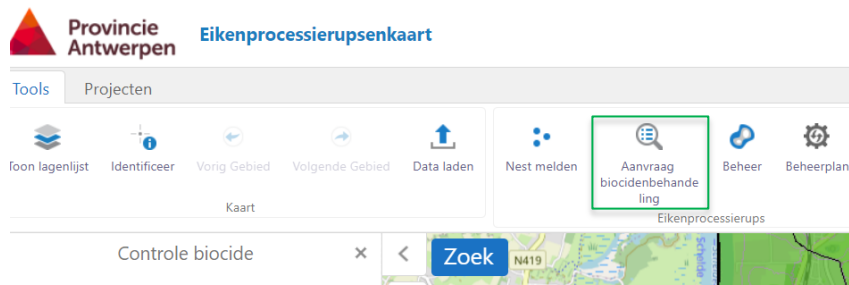 Provincie
Antwerpen
Eikenprocessierupsenkaart
Tools
Projecten
Toon lagenlijst
Identificeer
Vorig Gebied
Volgende Gebied
Data laden
Nest melden
Aanvraag
biocidenbehande
ling
Beheer
Beheerplan
Kaart
Eikenprocessierups
Controle biocide
Zoek
N419
Schelde